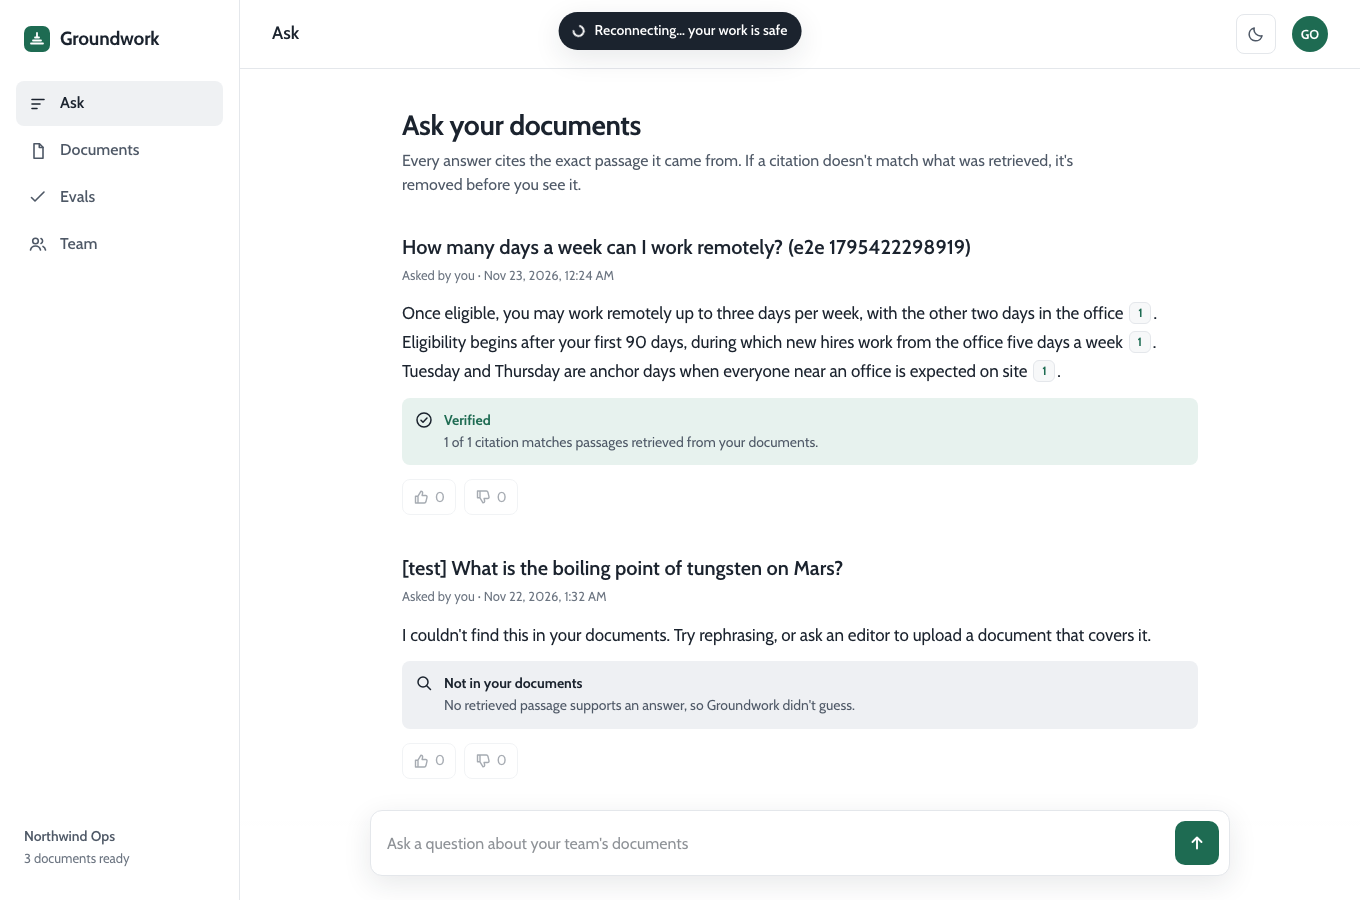 Groundwork
Ask
Documents
Evals
Team
Northwind Ops
3 documents ready
Ask
Reconnecting... your work is safe
GO
Ask your documents
Every answer cites the exact passage it came from. If a citation doesn't match what was retrieved, it's
removed before you see it.
How many days a week can I work remotely? (e2e 1795422298919)
Asked by you · Nov 23, 2026, 12:24 AM
Once eligible, you may work remotely up to three days per week, with the other two days in the office 1.
Eligibility begins after your first 90 days, during which new hires work from the office five days a week 1.
Tuesday and Thursday are anchor days when everyone near an office is expected on site 1.
Verified
1 of 1 citation matches passages retrieved from your documents.
0 0
[test] What is the boiling point of tungsten on Mars?
Asked by you · Nov 22, 2026, 1:32 AM
I couldn't find this in your documents. Try rephrasing, or ask an editor to upload a document that covers it.
Not in your documents
No retrieved passage supports an answer, so Groundwork didn't guess.
0 0
Ask a question about your team's documents